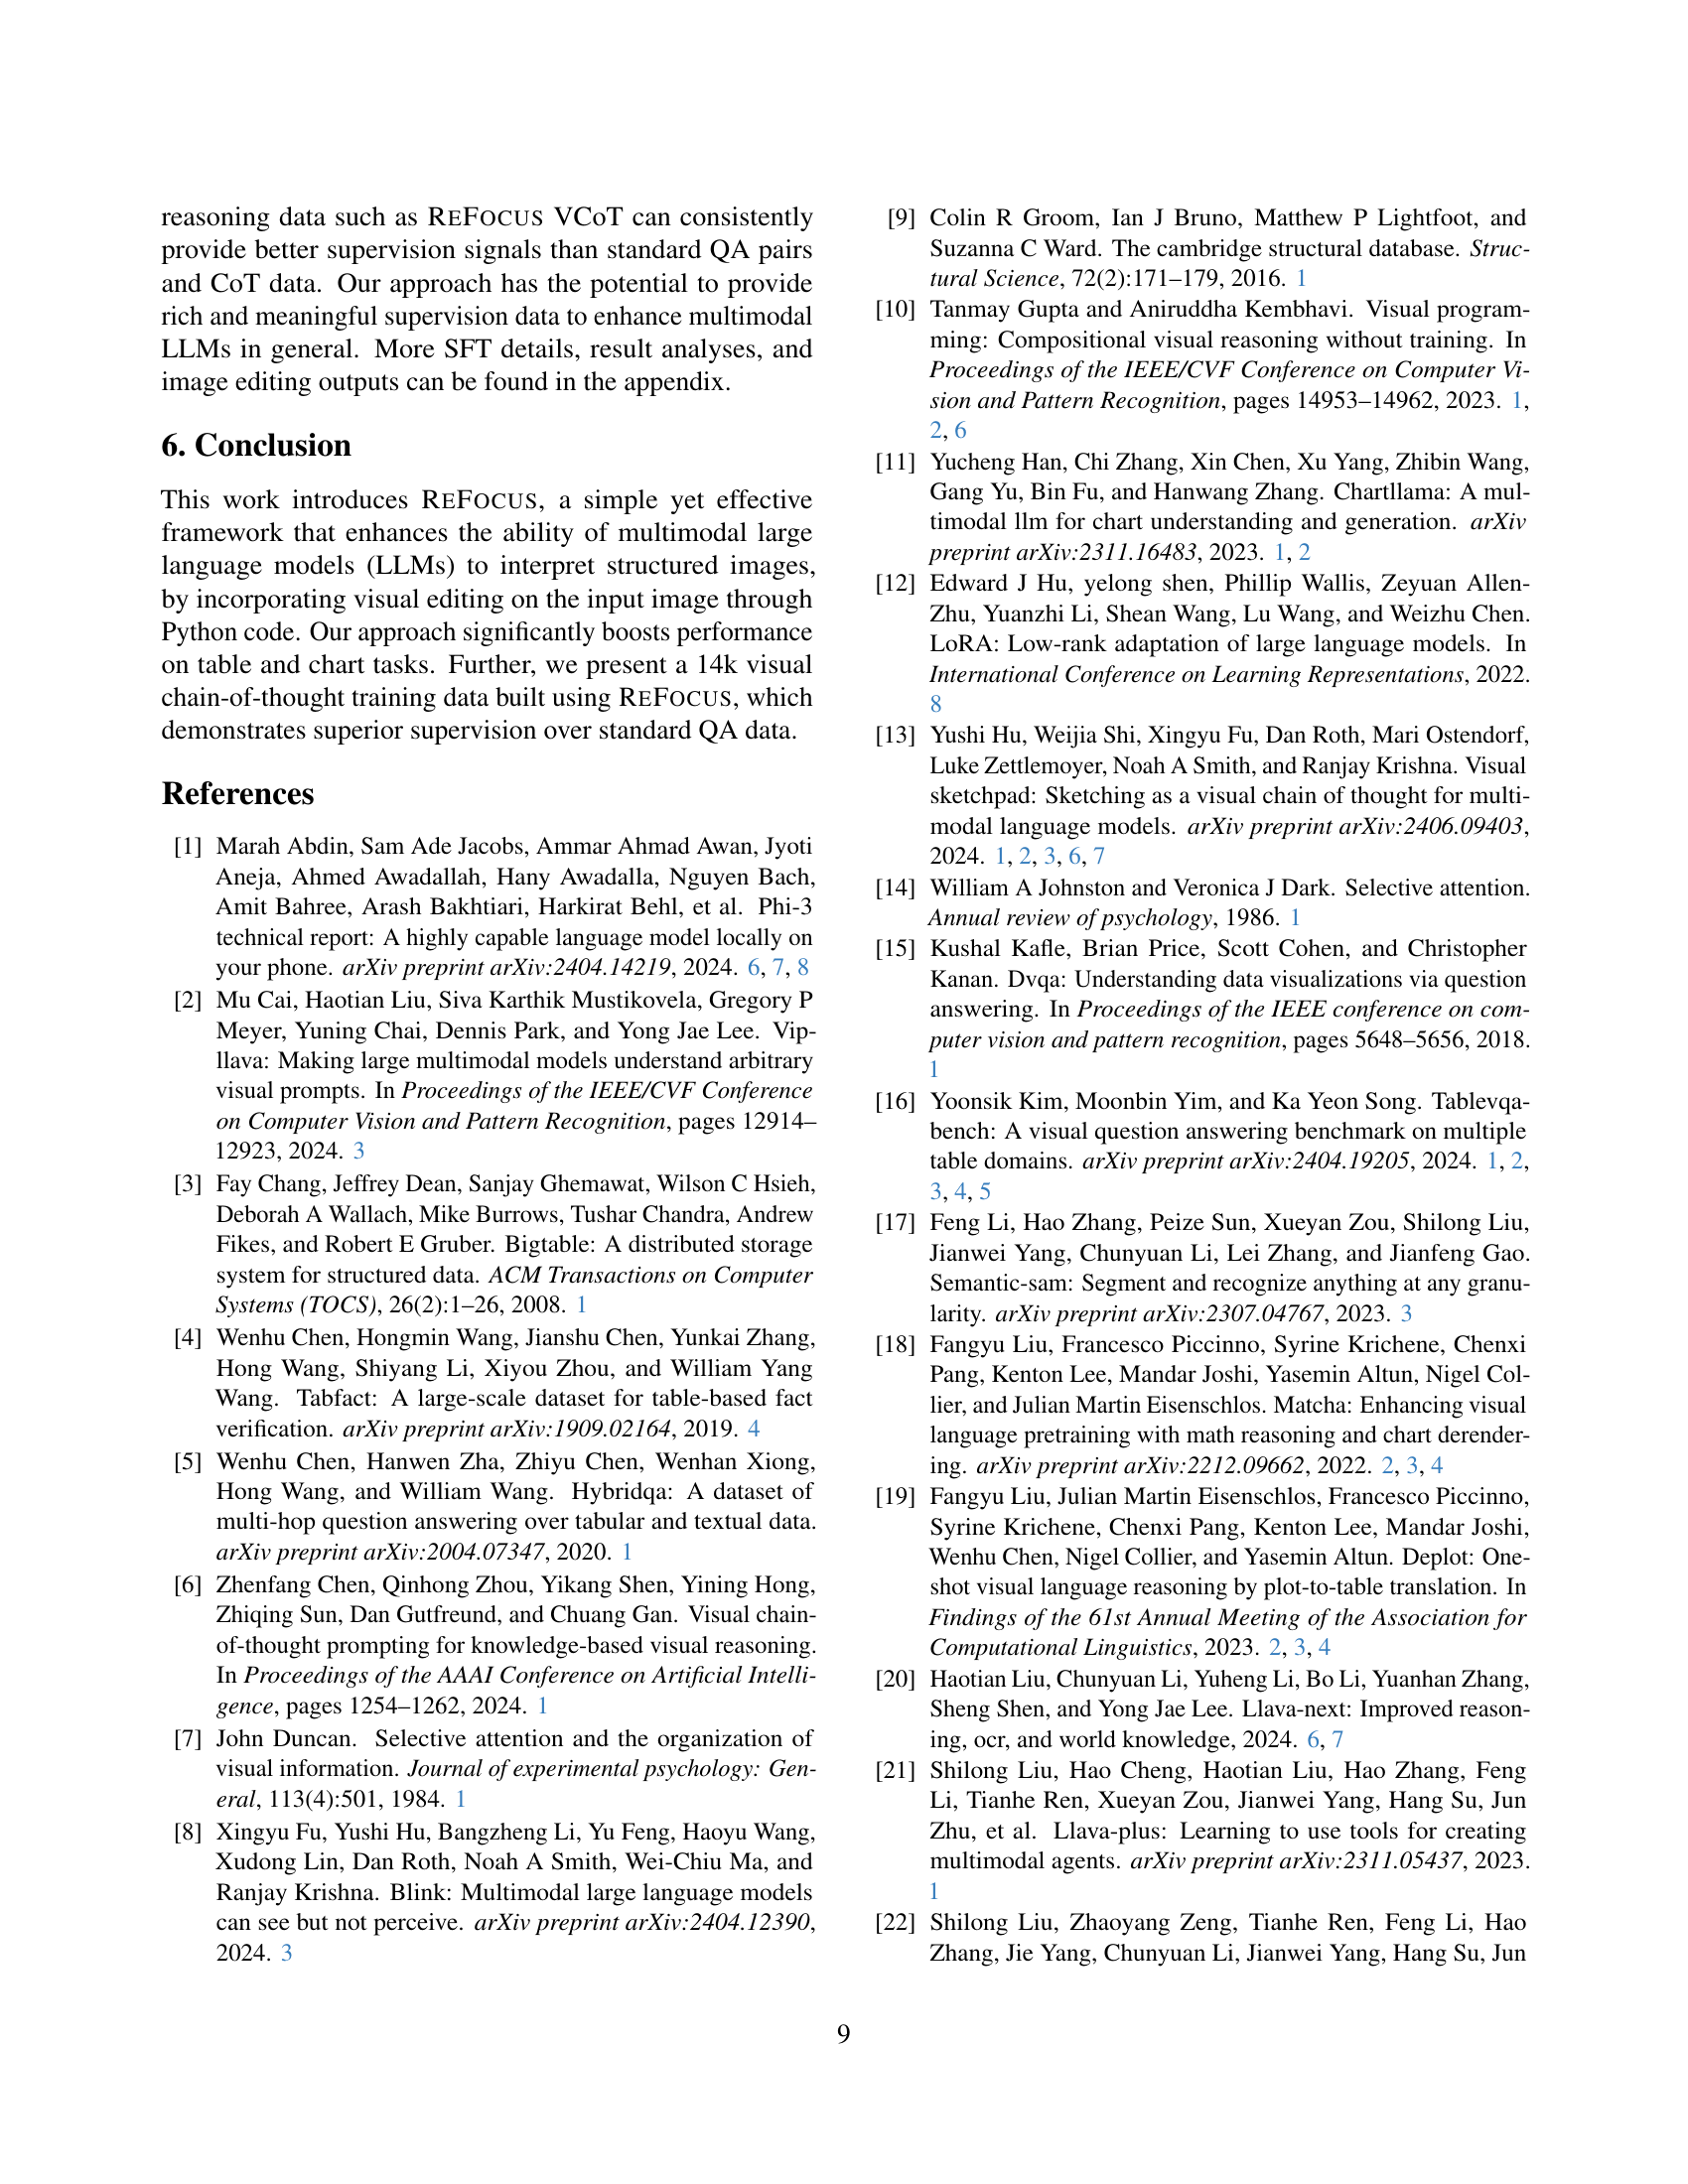 reasoning data such as REFOCUS VCoT can consistently
provide better supervision signals than standard QA pairs
and CoT data. Our approach has the potential to provide
rich and meaningful supervision data to enhance multimodal
LLMs in general. More SFT details, result analyses, and
image editing outputs can be found in the appendix.
6. Conclusion
This work introduces REFOCUS, a simple yet effective
framework that enhances the ability of multimodal large
language models (LLMs) to interpret structured images,
by incorporating visual editing on the input image through
Python code. Our approach significantly boosts performance
on table and chart tasks. Further, we present a 14k visual
chain-of-thought training data built using REFOCUS, which
demonstrates superior supervision over standard QA data.
References
[1] Marah Abdin, Sam Ade Jacobs, Ammar Ahmad Awan, Jyoti
Aneja, Ahmed Awadallah, Hany Awadalla, Nguyen Bach,
Amit Bahree, Arash Bakhtiari, Harkirat Behl, et al. Phi-3
technical report: A highly capable language model locally on
your phone. arXiv preprint arXiv:2404.14219, 2024. 6, 7, 8
[2] Mu Cai, Haotian Liu, Siva Karthik Mustikovela, Gregory P
Meyer, Yuning Chai, Dennis Park, and Yong Jae Lee. Vip-
llava: Making large multimodal models understand arbitrary
visual prompts. In Proceedings of the IEEE/CVF Conference
on Computer Vision and Pattern Recognition, pages 12914–
12923, 2024. 3
[3] Fay Chang, Jeffrey Dean, Sanjay Ghemawat, Wilson C Hsieh,
Deborah A Wallach, Mike Burrows, Tushar Chandra, Andrew
Fikes, and Robert E Gruber. Bigtable: A distributed storage
system for structured data. ACM Transactions on Computer
Systems (TOCS), 26(2):1–26, 2008. 1
[4] Wenhu Chen, Hongmin Wang, Jianshu Chen, Yunkai Zhang,
Hong Wang, Shiyang Li, Xiyou Zhou, and William Yang
Wang. Tabfact: A large-scale dataset for table-based fact
verification. arXiv preprint arXiv:1909.02164, 2019. 4
[5] Wenhu Chen, Hanwen Zha, Zhiyu Chen, Wenhan Xiong,
Hong Wang, and William Wang. Hybridqa: A dataset of
multi-hop question answering over tabular and textual data.
arXiv preprint arXiv:2004.07347, 2020. 1
[6] Zhenfang Chen, Qinhong Zhou, Yikang Shen, Yining Hong,
Zhiqing Sun, Dan Gutfreund, and Chuang Gan. Visual chain-
of-thought prompting for knowledge-based visual reasoning.
In Proceedings of the AAAI Conference on Artificial Intelli-
gence, pages 1254–1262, 2024. 1
[7] John Duncan. Selective attention and the organization of
visual information. Journal of experimental psychology: Gen-
eral, 113(4):501, 1984. 1
[8] Xingyu Fu, Yushi Hu, Bangzheng Li, Yu Feng, Haoyu Wang,
Xudong Lin, Dan Roth, Noah A Smith, Wei-Chiu Ma, and
Ranjay Krishna. Blink: Multimodal large language models
can see but not perceive. arXiv preprint arXiv:2404.12390,
2024. 3
[9] Colin R Groom, Ian J Bruno, Matthew P Lightfoot, and
Suzanna C Ward. The cambridge structural database. Struc-
tural Science, 72(2):171–179, 2016. 1
[10] Tanmay Gupta and Aniruddha Kembhavi. Visual program-
ming: Compositional visual reasoning without training. In
Proceedings of the IEEE/CVF Conference on Computer Vi-
sion and Pattern Recognition, pages 14953–14962, 2023. 1,
2, 6
[11] Yucheng Han, Chi Zhang, Xin Chen, Xu Yang, Zhibin Wang,
Gang Yu, Bin Fu, and Hanwang Zhang. Chartllama: A mul-
timodal llm for chart understanding and generation. arXiv
preprint arXiv:2311.16483, 2023. 1, 2
[12] Edward J Hu, yelong shen, Phillip Wallis, Zeyuan Allen-
Zhu, Yuanzhi Li, Shean Wang, Lu Wang, and Weizhu Chen.
LoRA: Low-rank adaptation of large language models. In
International Conference on Learning Representations, 2022.
8
[13] Yushi Hu, Weijia Shi, Xingyu Fu, Dan Roth, Mari Ostendorf,
Luke Zettlemoyer, Noah A Smith, and Ranjay Krishna. Visual
sketchpad: Sketching as a visual chain of thought for multi-
modal language models. arXiv preprint arXiv:2406.09403,
2024. 1, 2, 3, 6, 7
[14] William A Johnston and Veronica J Dark. Selective attention.
Annual review of psychology, 1986. 1
[15] Kushal Kafle, Brian Price, Scott Cohen, and Christopher
Kanan. Dvqa: Understanding data visualizations via question
answering. In Proceedings of the IEEE conference on com-
puter vision and pattern recognition, pages 5648–5656, 2018.
1
[16] Yoonsik Kim, Moonbin Yim, and Ka Yeon Song. Tablevqa-
bench: A visual question answering benchmark on multiple
table domains. arXiv preprint arXiv:2404.19205, 2024. 1, 2,
3, 4, 5
[17] Feng Li, Hao Zhang, Peize Sun, Xueyan Zou, Shilong Liu,
Jianwei Yang, Chunyuan Li, Lei Zhang, and Jianfeng Gao.
Semantic-sam: Segment and recognize anything at any granu-
larity. arXiv preprint arXiv:2307.04767, 2023. 3
[18] Fangyu Liu, Francesco Piccinno, Syrine Krichene, Chenxi
Pang, Kenton Lee, Mandar Joshi, Yasemin Altun, Nigel Col-
lier, and Julian Martin Eisenschlos. Matcha: Enhancing visual
language pretraining with math reasoning and chart derender-
ing. arXiv preprint arXiv:2212.09662, 2022. 2, 3, 4
[19] Fangyu Liu, Julian Martin Eisenschlos, Francesco Piccinno,
Syrine Krichene, Chenxi Pang, Kenton Lee, Mandar Joshi,
Wenhu Chen, Nigel Collier, and Yasemin Altun. Deplot: One-
shot visual language reasoning by plot-to-table translation. In
Findings of the 61st Annual Meeting of the Association for
Computational Linguistics, 2023. 2, 3, 4
[20] Haotian Liu, Chunyuan Li, Yuheng Li, Bo Li, Yuanhan Zhang,
Sheng Shen, and Yong Jae Lee. Llava-next: Improved reason-
ing, ocr, and world knowledge, 2024. 6, 7
[21] Shilong Liu, Hao Cheng, Haotian Liu, Hao Zhang, Feng
Li, Tianhe Ren, Xueyan Zou, Jianwei Yang, Hang Su, Jun
Zhu, et al. Llava-plus: Learning to use tools for creating
multimodal agents. arXiv preprint arXiv:2311.05437, 2023.
1
[22] Shilong Liu, Zhaoyang Zeng, Tianhe Ren, Feng Li, Hao
Zhang, Jie Yang, Chunyuan Li, Jianwei Yang, Hang Su, Jun
9